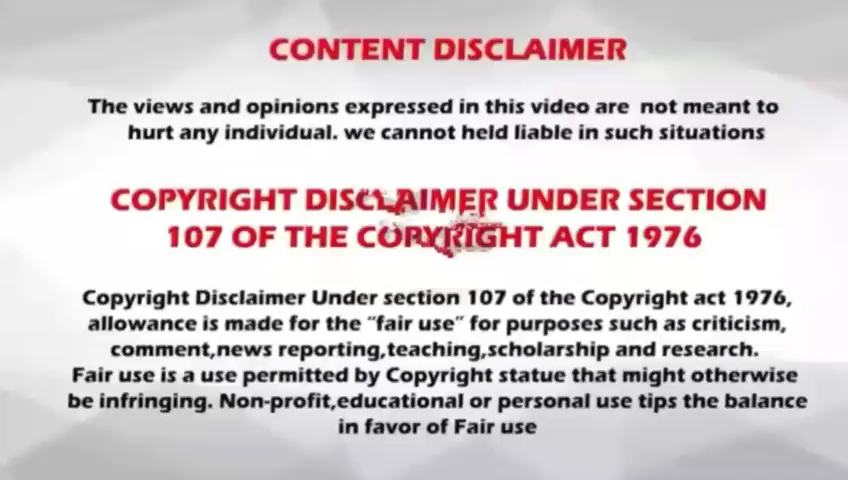 CONTENT DISCLAIMER
The views and opinions expressed in this video are not meant to
hurt any individual. we cannot held liable in such situations
COPYRIGHT DISCLAIMER UNDER SECTION
107 OF THE COPYRIGHT ACT 1976
Copyright Disclaimer Under section 107 of the Copyright act 1976,
allowance is made for the “fair use” for purposes such as criticism,
comment,news reporting,teaching,scholarship and research.
Fair use is a use permitted by Copyright statue that might otherwise
be infringing. Non-profit,educational or personal use tips the balance
in favor of Fair use